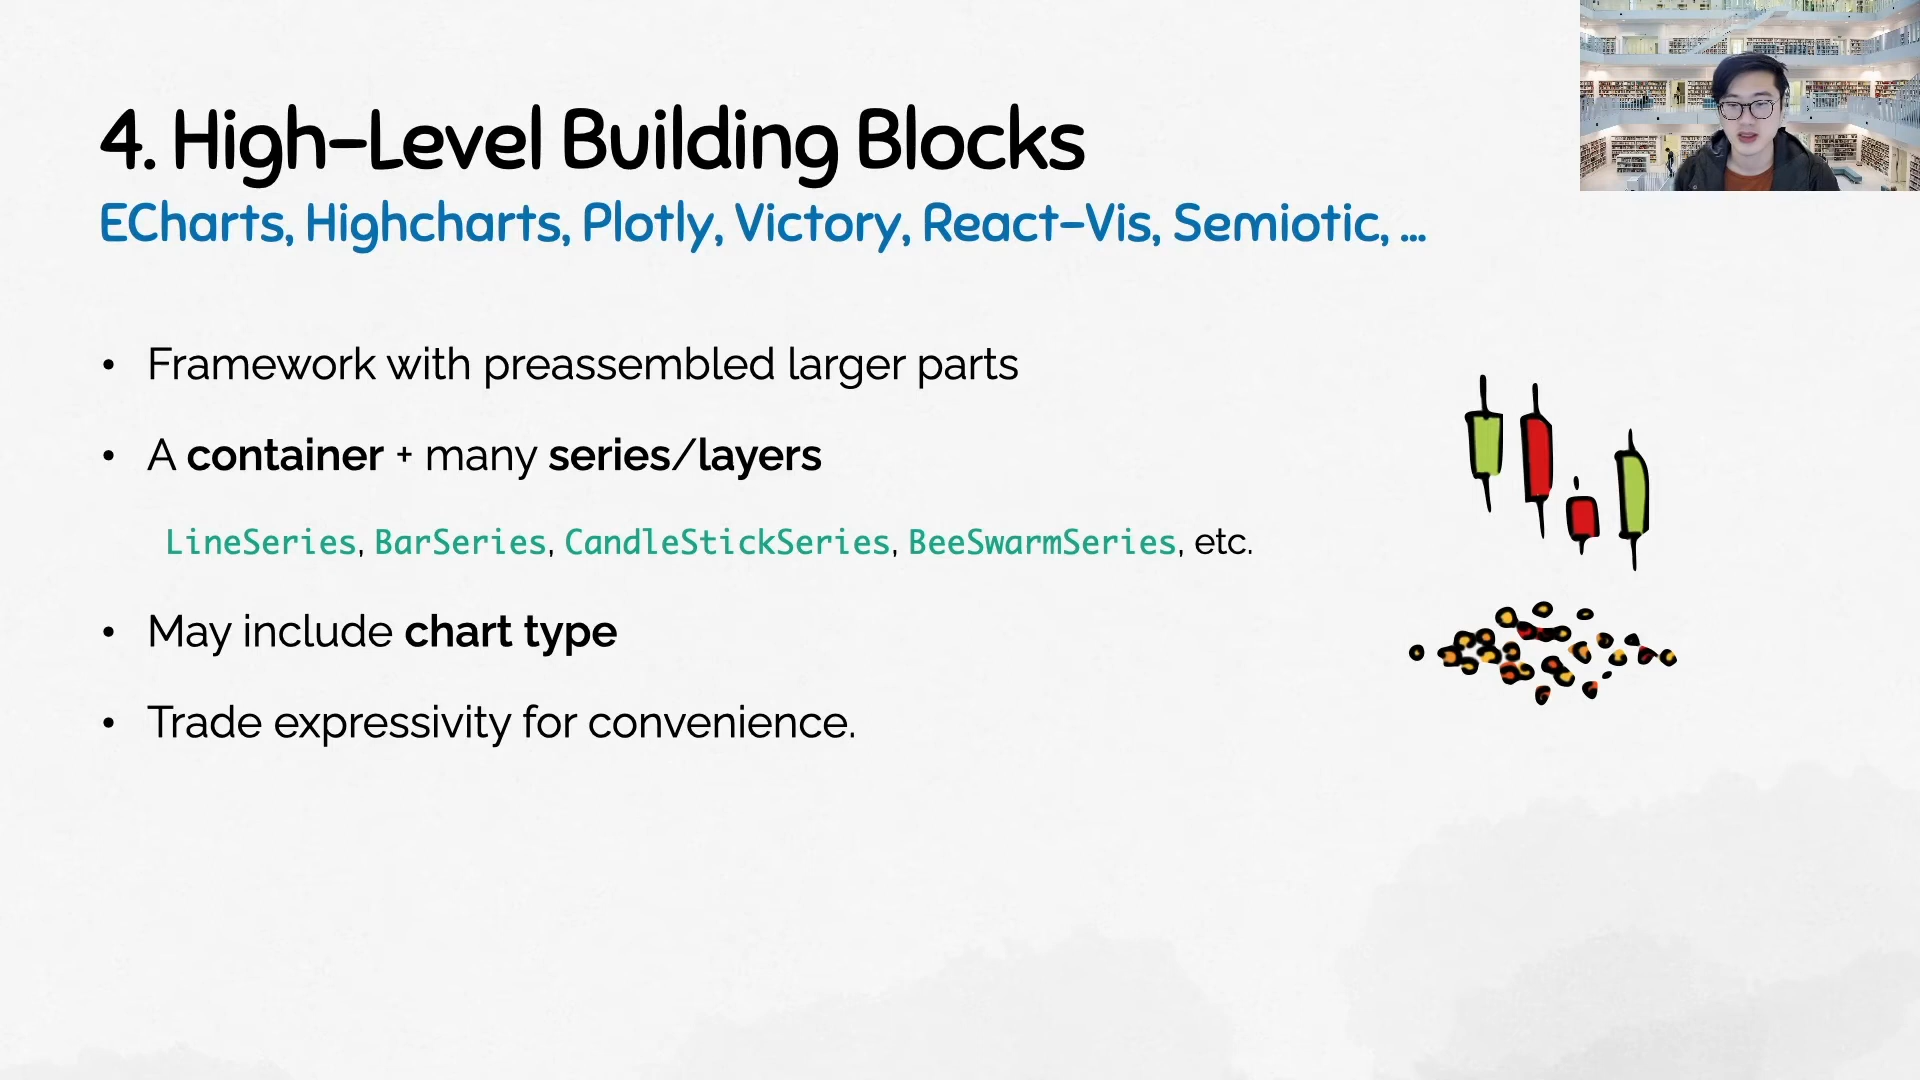 4. High-Level Building Blocks
ECharts, Highcharts, Plotly, Victory, React-Vis, Semiotic, ...
• Framework with preassembled larger parts
• A container + many series/layers
LineSeries, BarSeries, CandleStickSeries, BeeSwarmSeries, etc.
• May include chart type
• Trade expressivity for convenience.